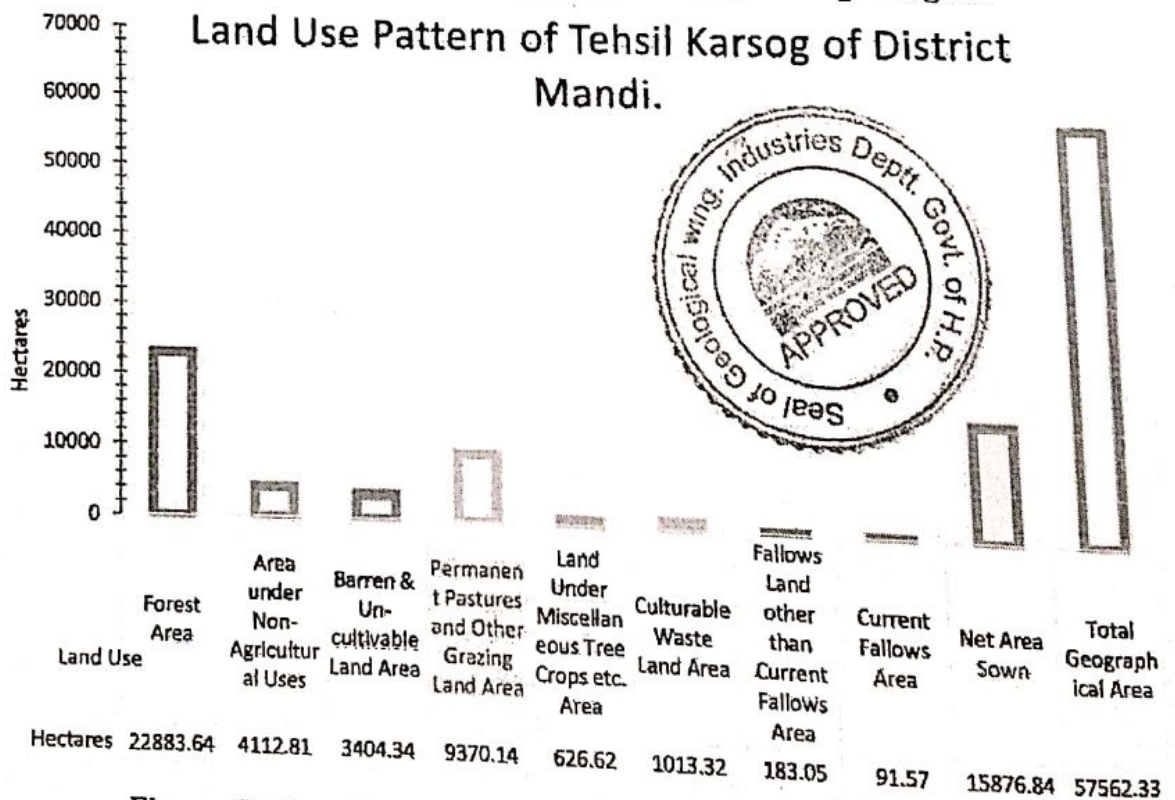 Land Use Pattern of Tehsil Karsog of District
Mandi.
70000
60000
50000
40000
30000
20000
10000
0
Hectares
Seal of Geological wing. Industries Deptt. Govt. of H.P.
APPROVED
Land Use
Forest
Area
Area
under
Non-
Agricultur
al Uses
Barren &
Un-
cultivable
Land Area
Permanen
t Pastures
and Other
Grazing
Land Area
Land
Under
Miscellan
eous Tree
Crops etc.
Area
Culturable
Waste
Land Area
Fallows
Land
other
than
Current
Fallows
Area
Current
Fallows
Area
Net Area
Sown
Total
Geograph
ical Area
Hectares 22883.64 4112.81 3404.34 9370.14 626.62 1013.32 183.05 91.57 15876.84 57562.33